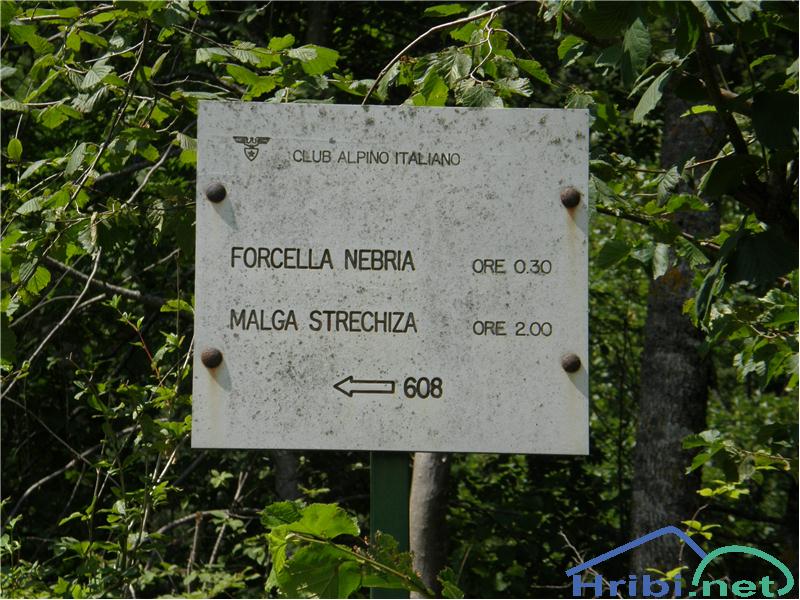 CLUB ALPINO ITALIANO
FORCELLA NEBRIA ORE 0.30
MALGA STRECHIZA ORE 2.00
608
Hribi.net